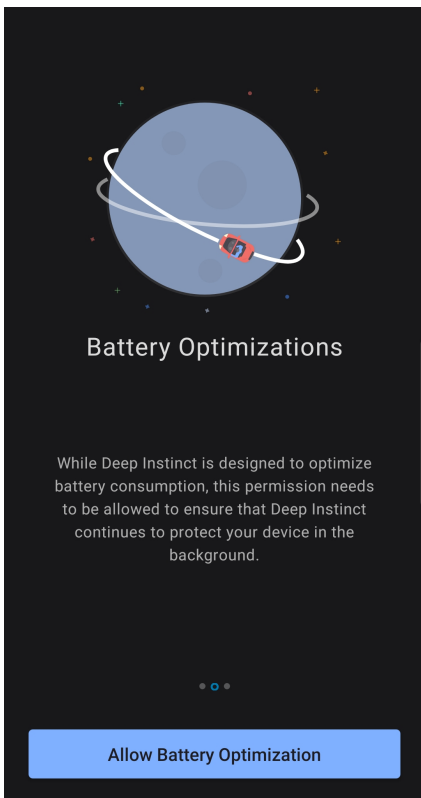 Battery Optimizations
While Deep Instinct is designed to optimize
battery consumption, this permission needs
to be allowed to ensure that Deep Instinct
continues to protect your device in the
background.
Allow Battery Optimization